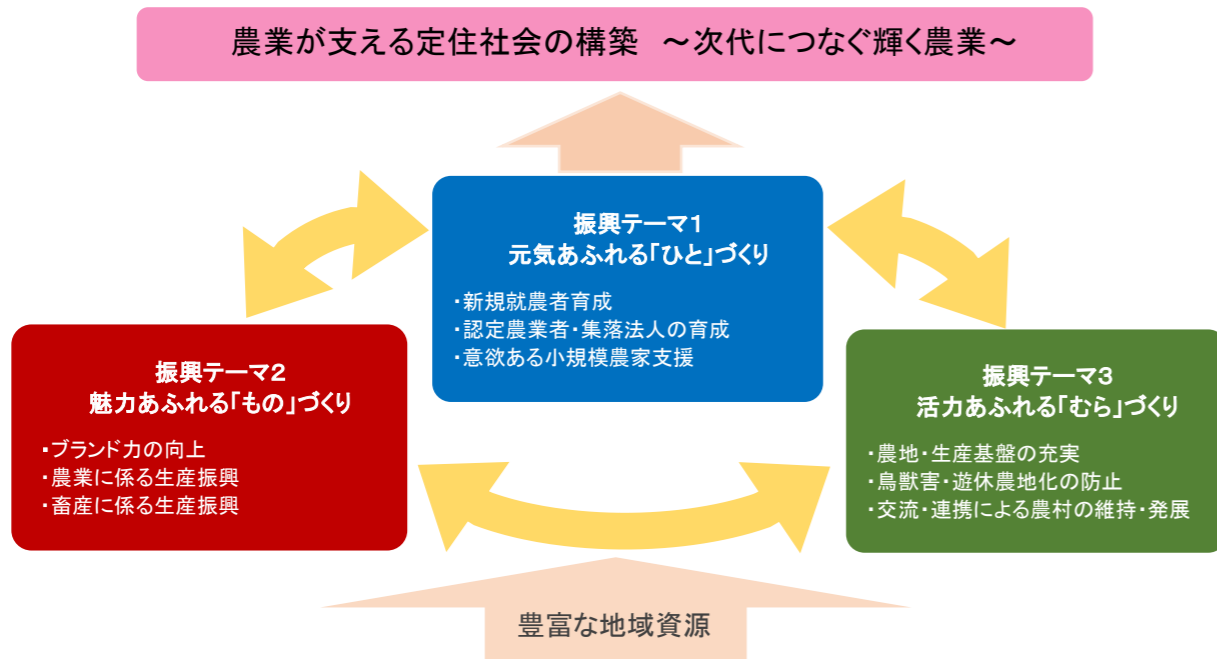 農業が支える定住社会の構築　～次代につなぐ輝く農業～
振興テーマ１
元気あふれる「ひと」づくり
・新規就農者育成
・認定農業者・集落法人の育成
・意欲ある小規模農家支援
振興テーマ２
魅力あふれる「もの」づくり
・ブランド力の向上
・農業に係る生産振興
・畜産に係る生産振興
振興テーマ３
活力あふれる「むら」づくり
・農地・生産基盤の充実
・鳥獣害・遊休農地化の防止
・交流・連携による農村の維持・発展
豊富な地域資源